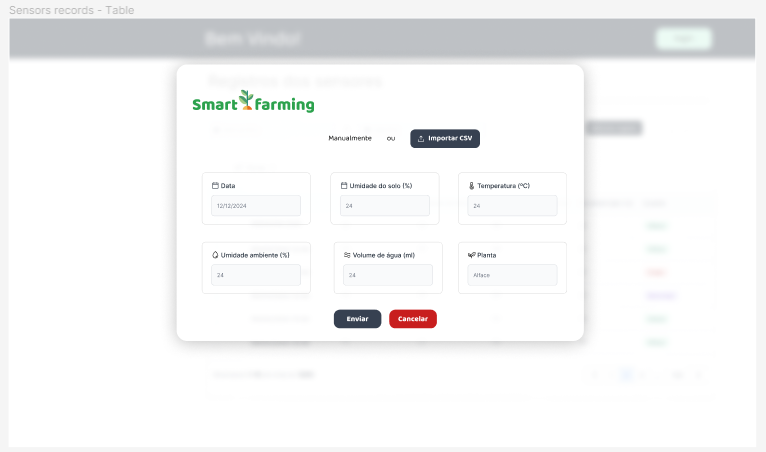 Sensors records - Table
Bem Vindo!
Registros dos sensores
Smart farming
Manualmente ou Importar CSV
Data
12/12/2024
Umidade do solo (%)
24
Temperatura (ºC)
24
Umidade ambiente (%)
24
Volume de água (ml)
24
Planta
Alface
Enviar
Cancelar